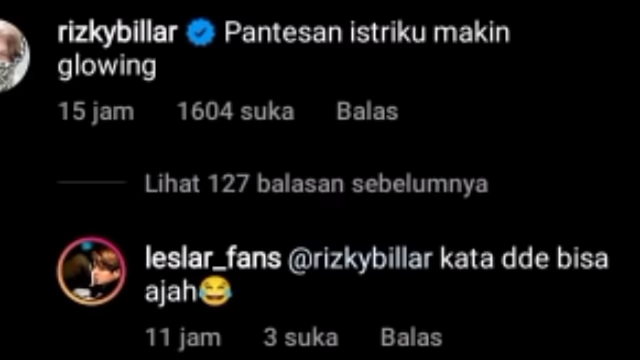 rizkybillar Pantesan istriku makin
glowing
15 jam 1604 suka Balas
Lihat 127 balasan sebelumnya
leslar_fans @rizkybillar kata dde bisa
ajah😂
11 jam 3 suka Balas